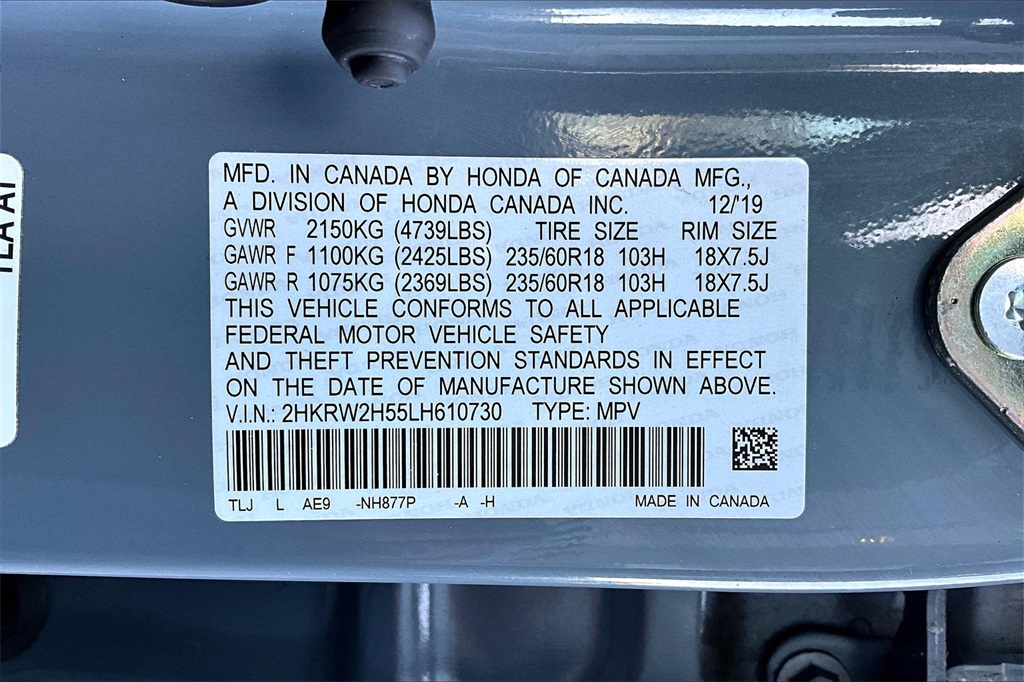 MFD. IN CANADA BY HONDA OF CANADA MFG.,
A DIVISION OF HONDA CANADA INC. 12/'19
GVWR 2150KG (4739LBS) TIRE SIZE RIM SIZE
GAWR F 1100KG (2425LBS) 235/60R18 103H 18X7.5J
GAWR R 1075KG (2369LBS) 235/60R18 103H 18X7.5J
THIS VEHICLE CONFORMS TO ALL APPLICABLE
FEDERAL MOTOR VEHICLE SAFETY
AND THEFT PREVENTION STANDARDS IN EFFECT
ON THE DATE OF MANUFACTURE SHOWN ABOVE.
V.I.N.: 2HKRW2H55LH610730 TYPE: MPV
TLJ L AE9 -NH877P -A -H MADE IN CANADA